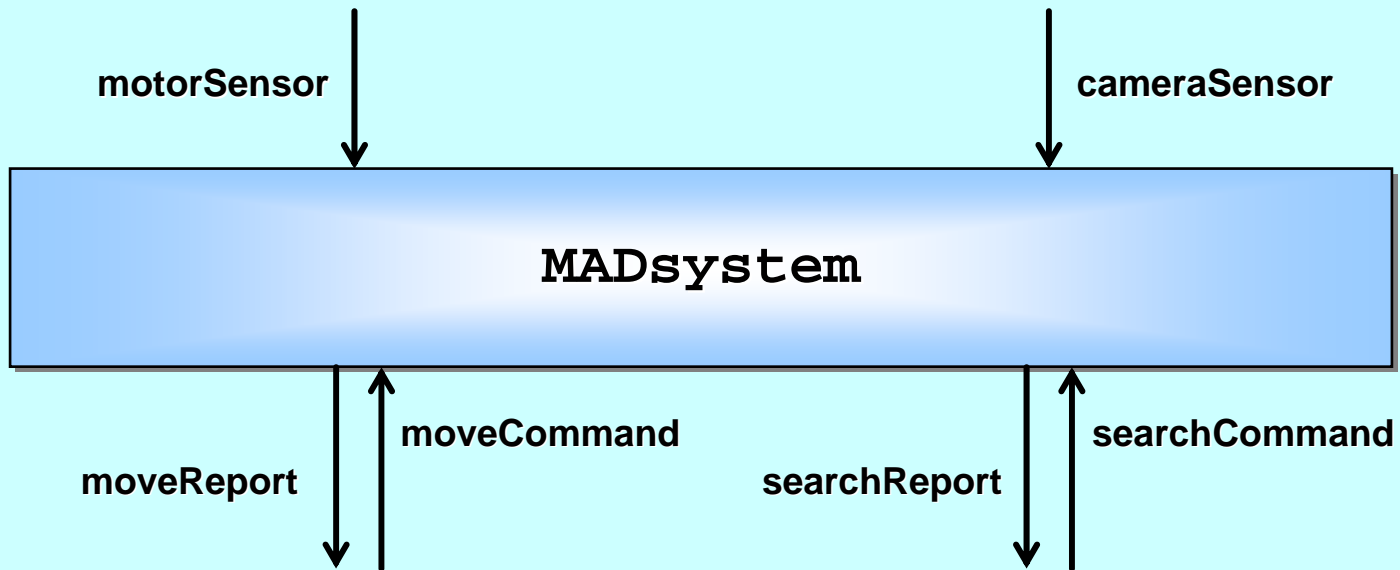 motorSensor
cameraSensor
MADsystem
moveCommand
searchCommand
moveReport
searchReport